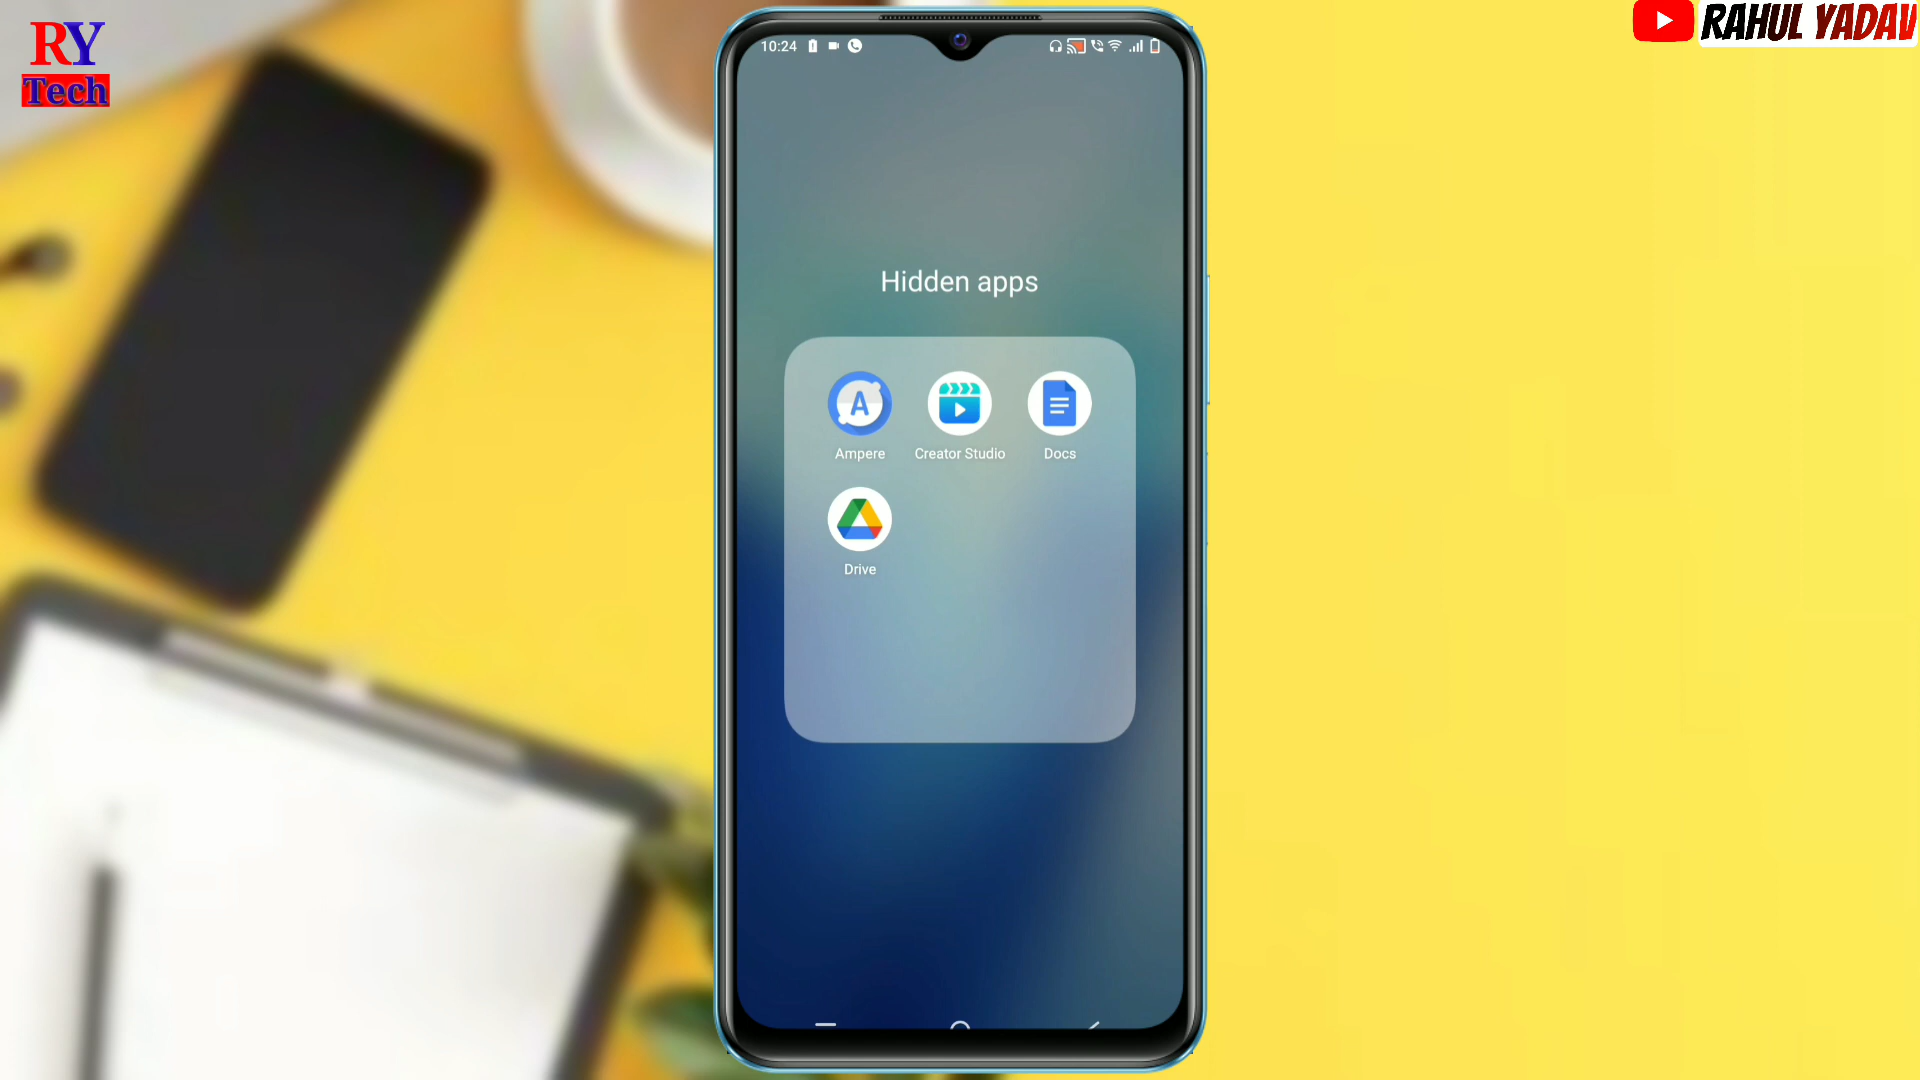 RY
Tech
RAHUL YADAV
10:24
Hidden apps
A
Ampere
Creator Studio
Docs
Drive